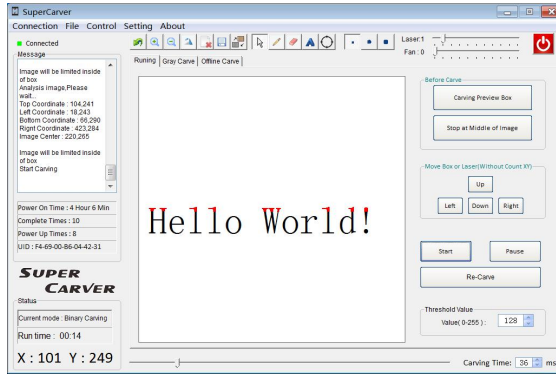 SuperCarver
Connection File Control Setting About
Connected
Message
Image will be limited inside
of box
Analysis image,Please
wait...
Top Coordinate : 104,241
Left Coordinate : 18,243
Bottom Coordinate : 66,290
Rignt Coordinate : 423,284
Image Center : 220,265
Image will be limited inside
of box
Start Carving
Power On Time : 4 Hour 6 Min
Complete Times : 10
Power Up Times : 8
UID : F4-69-00-B6-04-42-31
SUPER
CARVER
Status
Current mode : Binary Carving
Run time : 00:14
X : 101 Y : 249
Laser:1
Fan : 0
Runing Gray Carve Offline Carve
Hello World!
Before Carve
Carving Preview Box
Stop at Middle of Image
Move Box or Laser(Without Count XY)
Up
Left Down Right
Start Pause
Re-Carve
Threshold Value
Value( 0-255 ) : 128
Carving Time: 36 ms